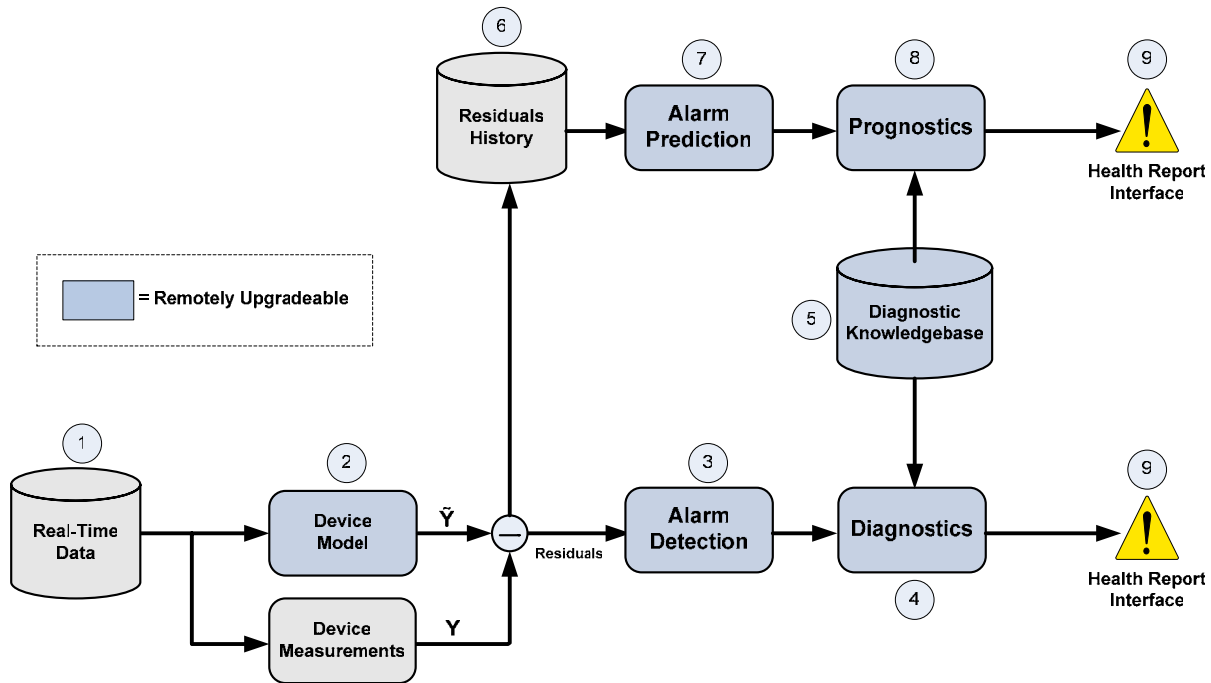 6
7
8
9
Residuals
History
Alarm
Prediction
Prognostics
Health Report
Interface
= Remotely Upgradeable
5
Diagnostic
Knowledgebase
1
2
3
9
Real-Time
Data
Device
Model
Ỹ
Residuals
Alarm
Detection
Diagnostics
Health Report
Interface
4
Device
Measurements
Y